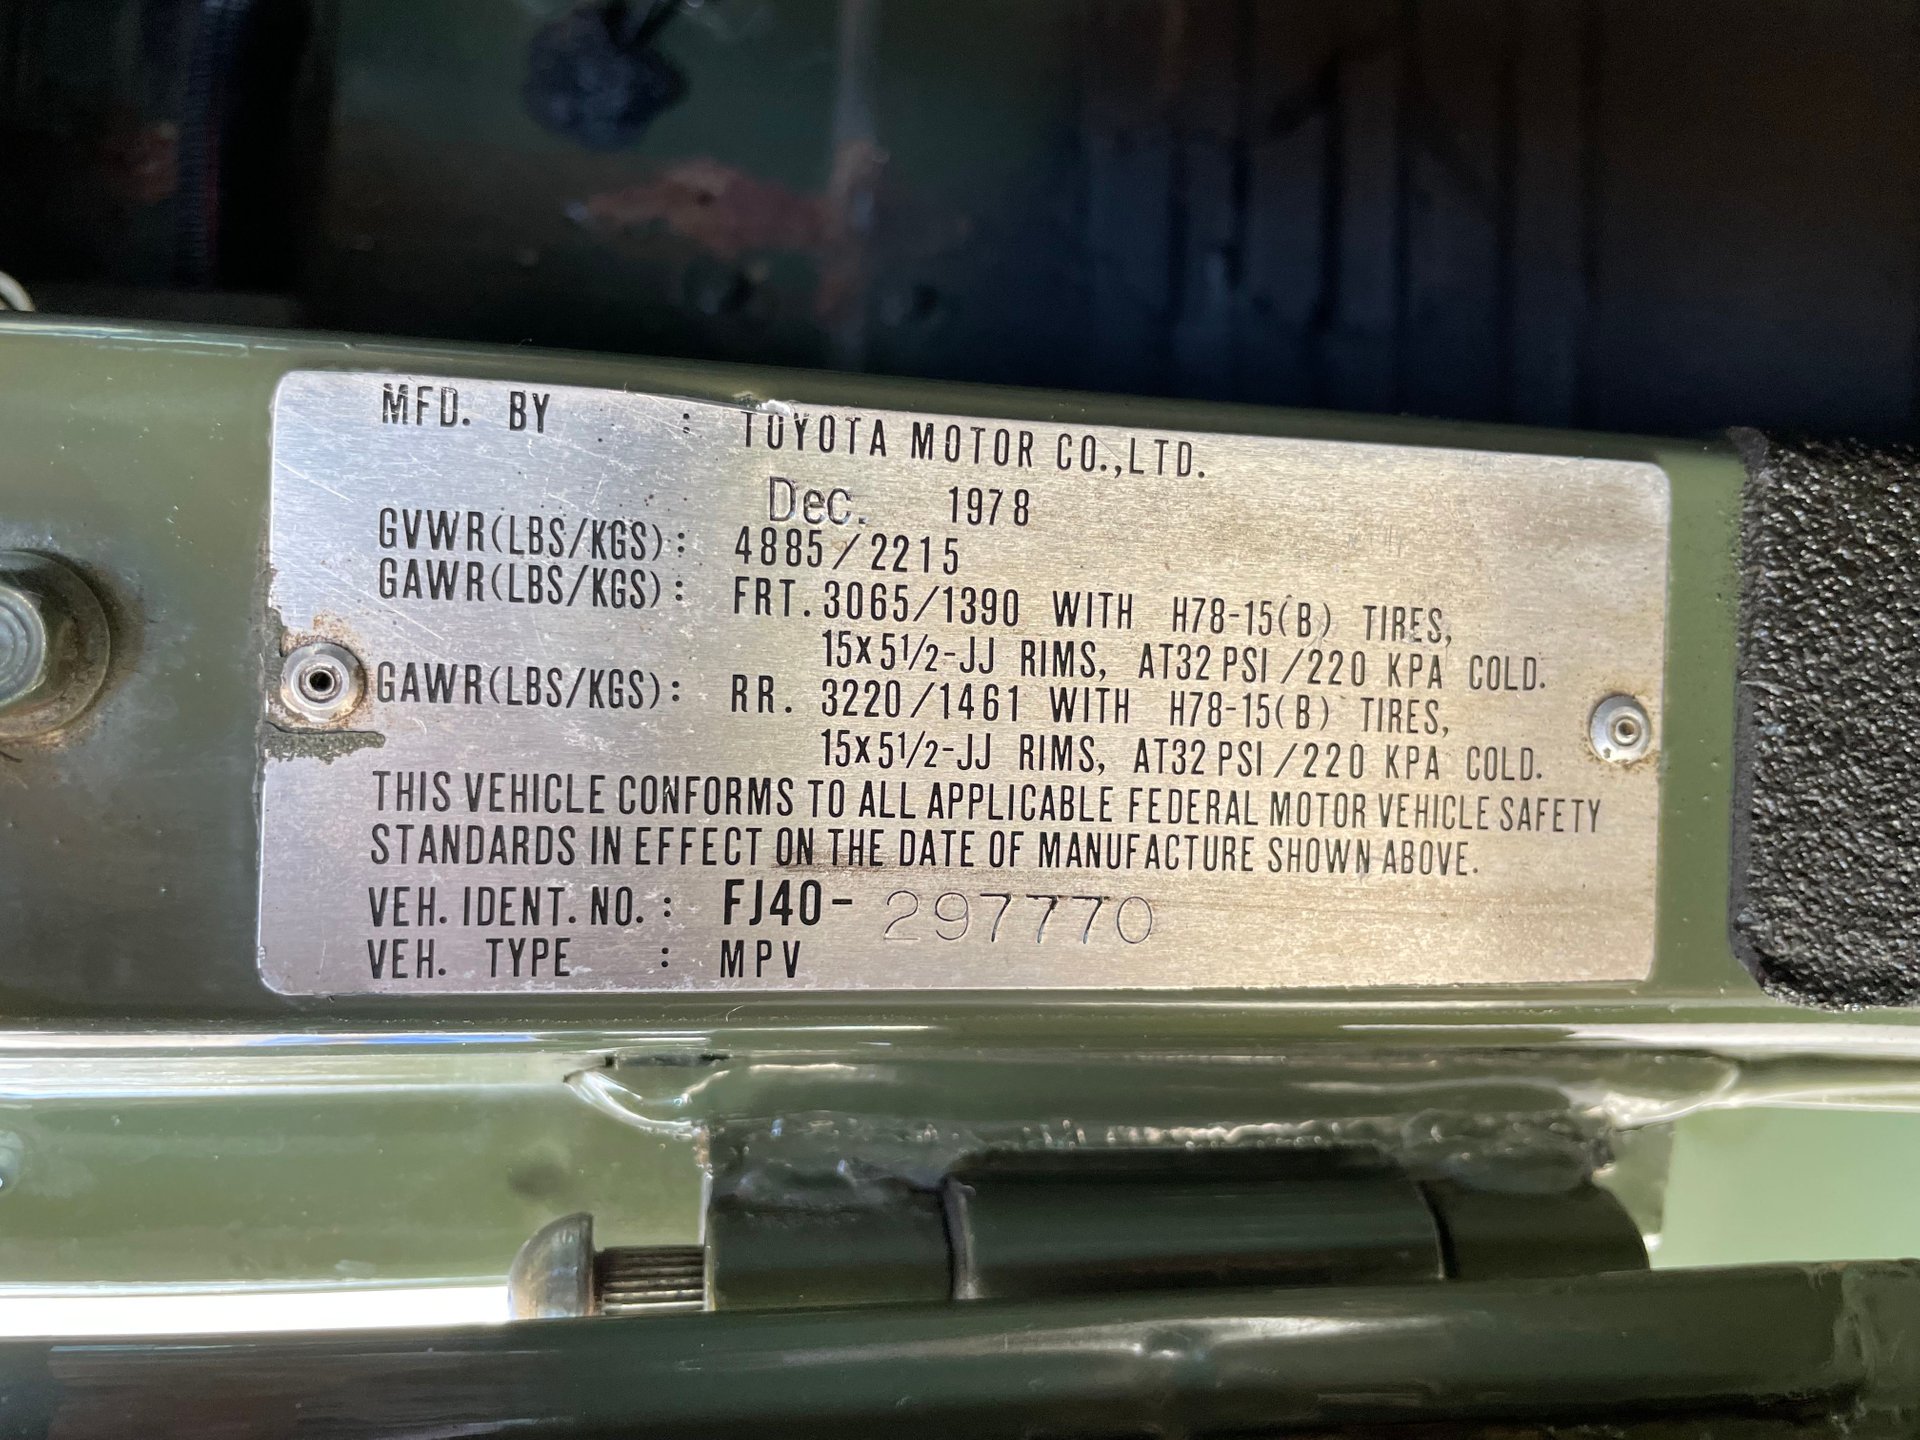 MFD. BY : TOYOTA MOTOR CO.,LTD.
Dec. 1978
GVWR(LBS/KGS): 4885/2215
GAWR(LBS/KGS): FRT. 3065/1390 WITH H78-15(B) TIRES,
15x5½-JJ RIMS, AT32 PSI/220 KPA COLD.
GAWR(LBS/KGS): RR. 3220/1461 WITH H78-15(B) TIRES,
15x5½-JJ RIMS, AT32 PSI/220 KPA COLD.
THIS VEHICLE CONFORMS TO ALL APPLICABLE FEDERAL MOTOR VEHICLE SAFETY
STANDARDS IN EFFECT ON THE DATE OF MANUFACTURE SHOWN ABOVE.
VEH. IDENT. NO. : FJ40-297770
VEH. TYPE : MPV